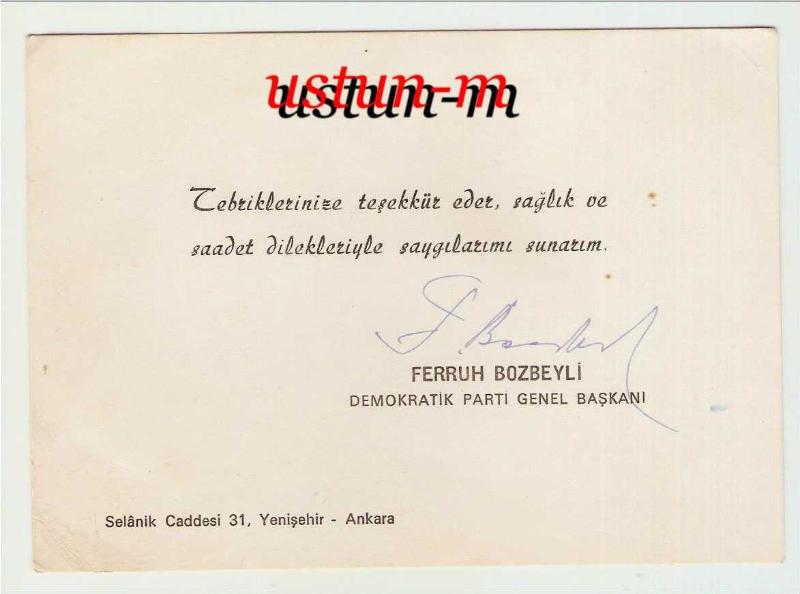 ustun-m
Tebriklerinize teşekkür eder, sağlık ve
saadet dilekleriyle saygılarımı sunarım.
F. Bozbeyli
FERRUH BOZBEYLİ
DEMOKRATİK PARTİ GENEL BAŞKANI
Selânik Caddesi 31, Yenişehir - Ankara